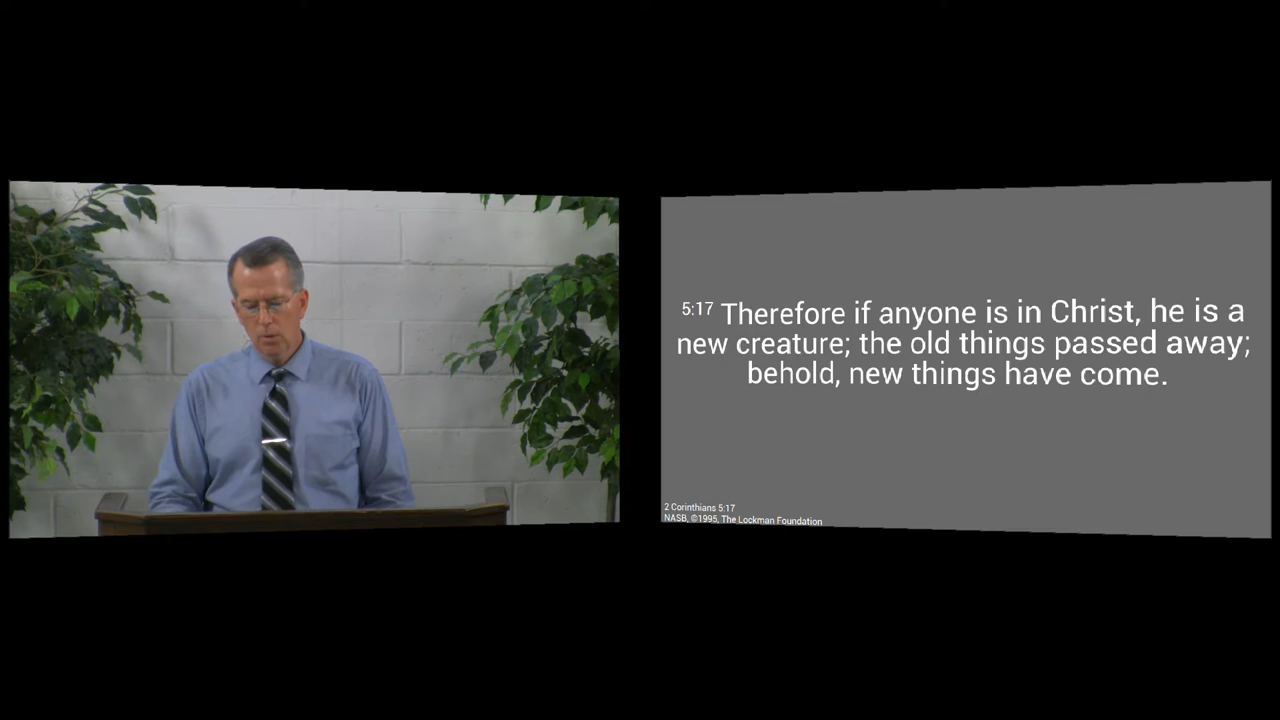 5:17 Therefore if anyone is in Christ, he is a
new creature; the old things passed away;
behold, new things have come.
2 Corinthians 5:17
NASB, ©1995, The Lockman Foundation